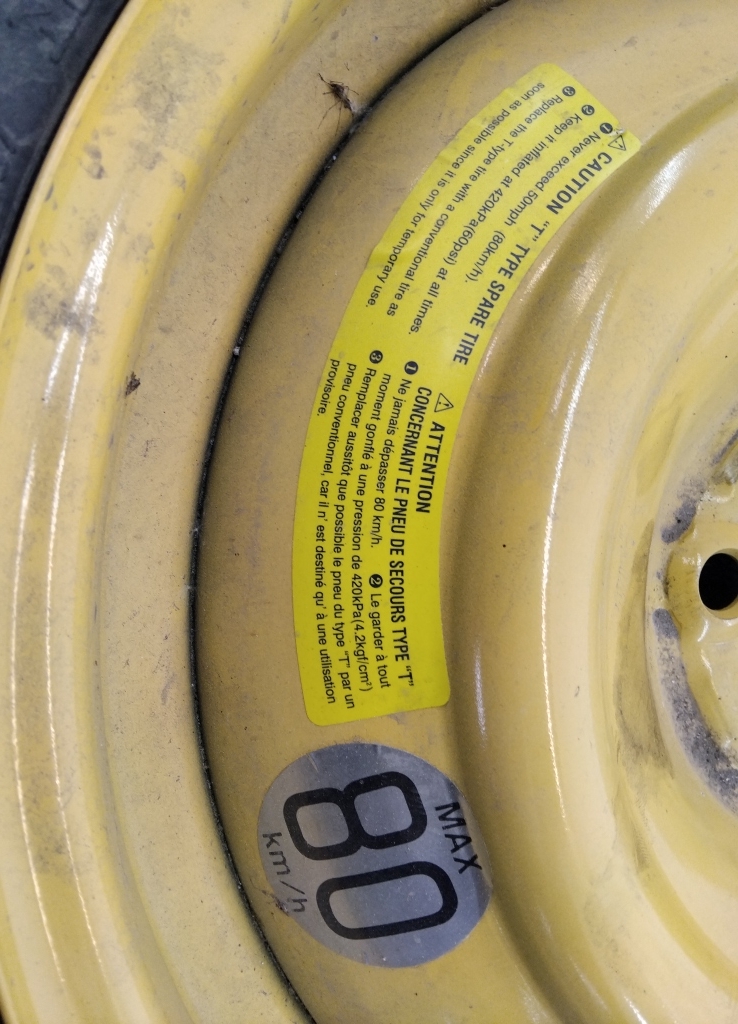 ⚠ CAUTION "T" TYPE SPARE TIRE
❶ Never exceed 50mph (80km/h).
❷ Keep it inflated at 420kPa(60psi) at all times.
❸ Replace the T-type tire with a conventional tire as
soon as possible since it is only for temporary use.
⚠ ATTENTION
CONCERNANT LE PNEU DE SECOURS TYPE "T"
❶ Ne jamais dépasser 80 km/h. ❷ Le garder à tout
moment gonflé à une pression de 420kPa(4.2kgf/cm²)
❸ Remplacer aussitôt que possible le pneu du type "T" par un
pneu conventionnel, car il n' est destiné qu' à une utilisation
provisoire.
MAX
80
km/h